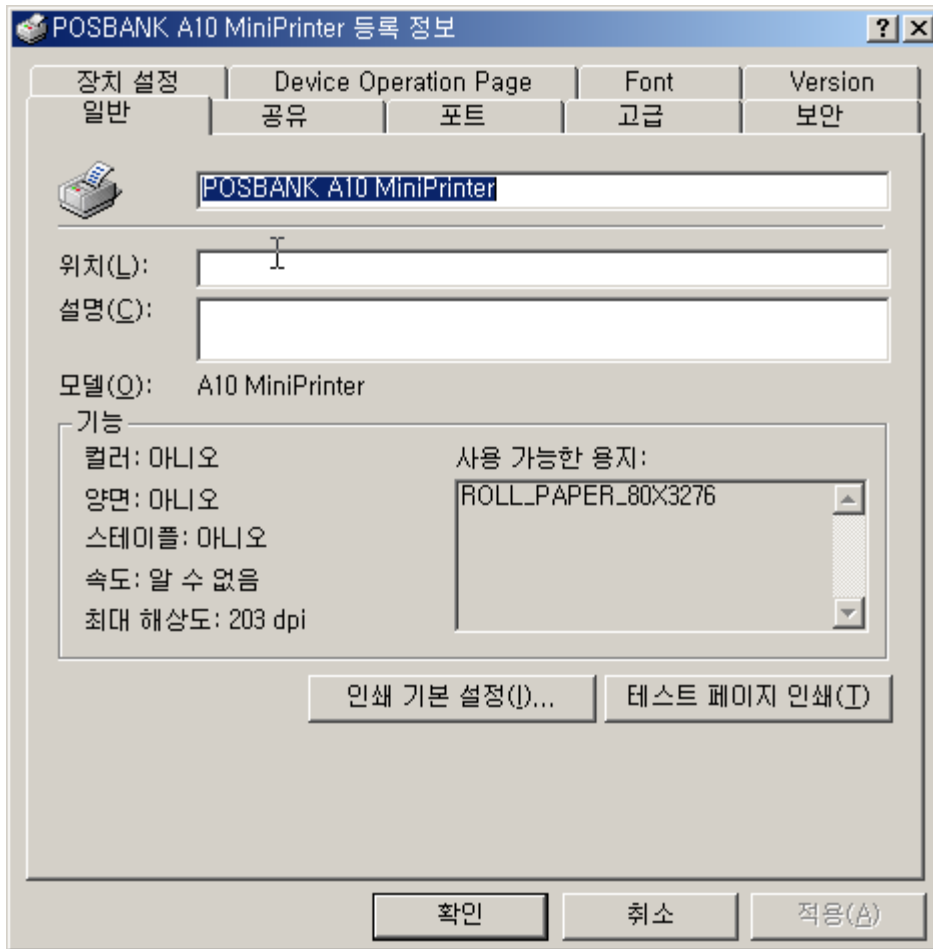 POSBANK A10 MiniPrinter 등록 정보
장치 설정 Device Operation Page Font Version
일반 공유 포트 고급 보안
POSBANK A10 MiniPrinter
위치(L):
설명(C):
모델(O): A10 MiniPrinter
기능
컬러: 아니오 사용 가능한 용지:
양면: 아니오 ROLL_PAPER_80X3276
스테이플: 아니오
속도: 알 수 없음
최대 해상도: 203 dpi
인쇄 기본 설정(I)... 테스트 페이지 인쇄(T)
확인 취소 적용(A)